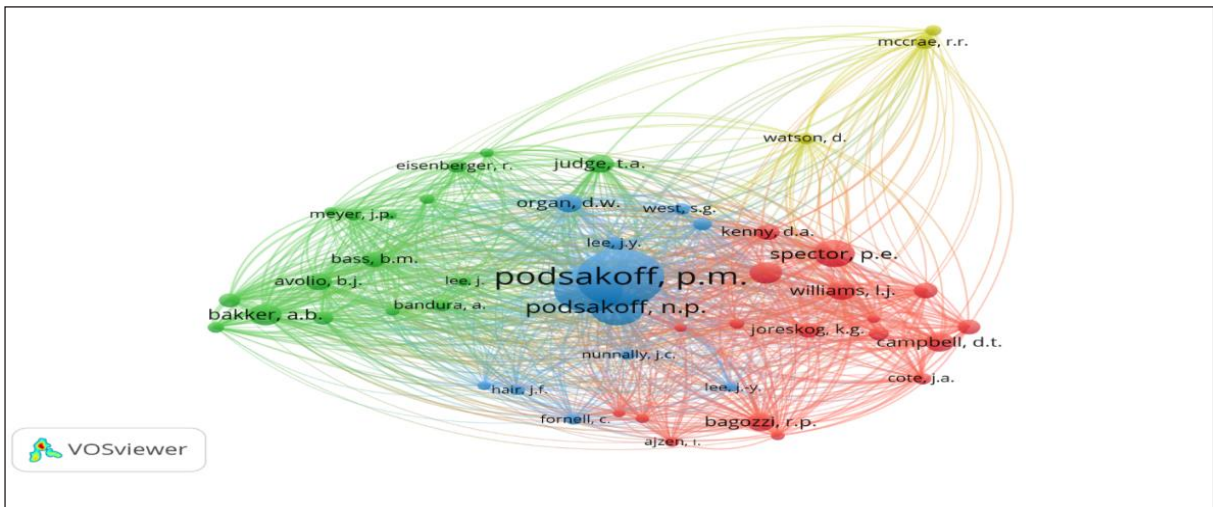 mccrae, r.r.
watson, d.
eisenberger, r.
judge, t.a.
organ, d.w.
west, s.g.
meyer, j.p.
kenny, d.a.
lee, j.y.
spector, p.e.
bass, b.m.
podsakoff, p.m.
avolio, b.j.
lee. j.
williams, l.j.
bandura, a.
podsakoff, n.p.
bakker, a.b.
joreskog, k.g.
campbell, d.t.
nunnally, j.c.
cote, j.a.
hair, j.f.
lee, j.-y.
fornell, c.
bagozzi, r.p.
ajzen, i.
VOSviewer